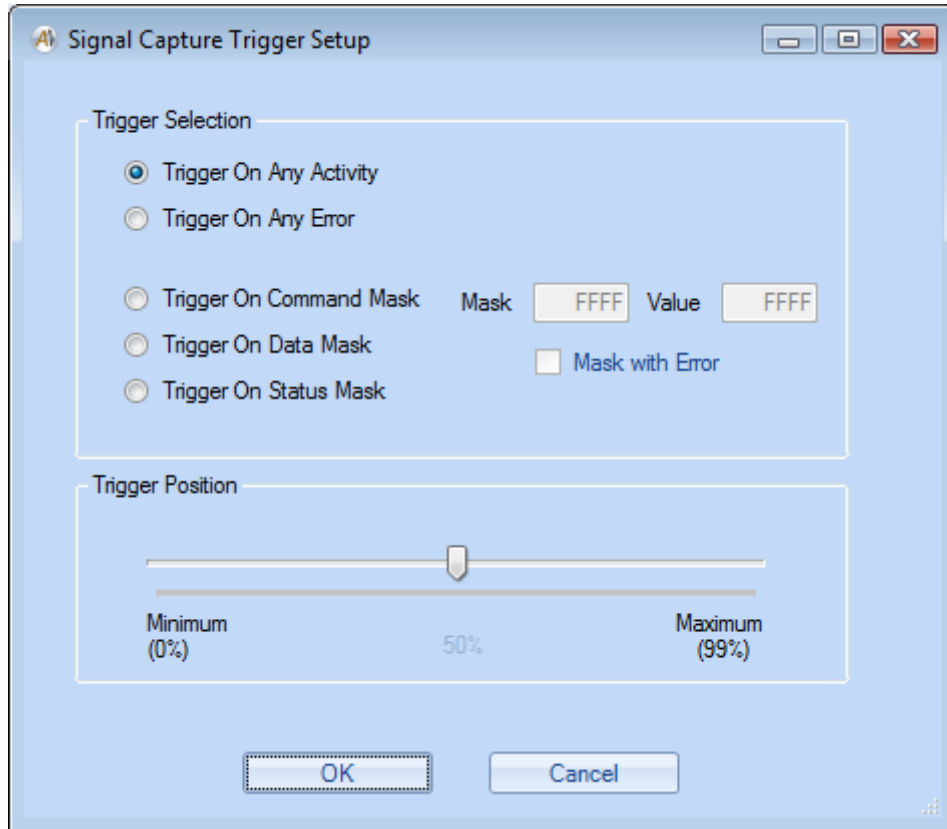 Signal Capture Trigger Setup
Trigger Selection
Trigger On Any Activity
Trigger On Any Error
Trigger On Command Mask Mask FFFF Value FFFF
Trigger On Data Mask
Mask with Error
Trigger On Status Mask
Trigger Position
Minimum
(0%)
50%
Maximum
(99%)
OK Cancel